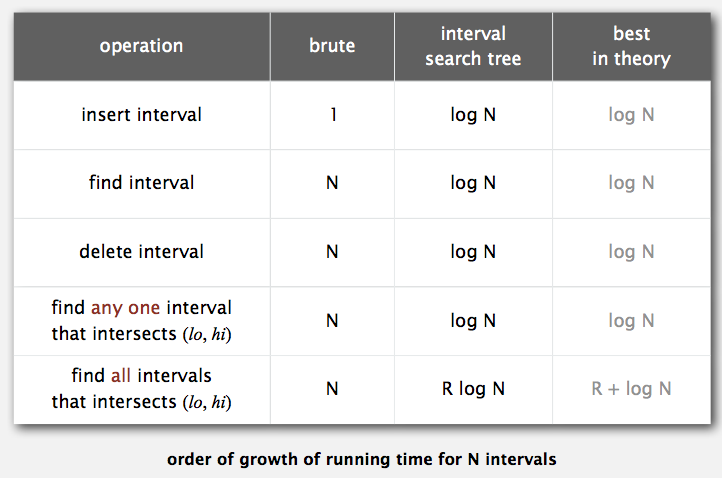 operation brute interval search tree best in theory
insert interval 1 log N log N
find interval N log N log N
delete interval N log N log N
find any one interval
that intersects (lo, hi) N log N log N
find all intervals
that intersects (lo, hi) N R log N R + log N
order of growth of running time for N intervals